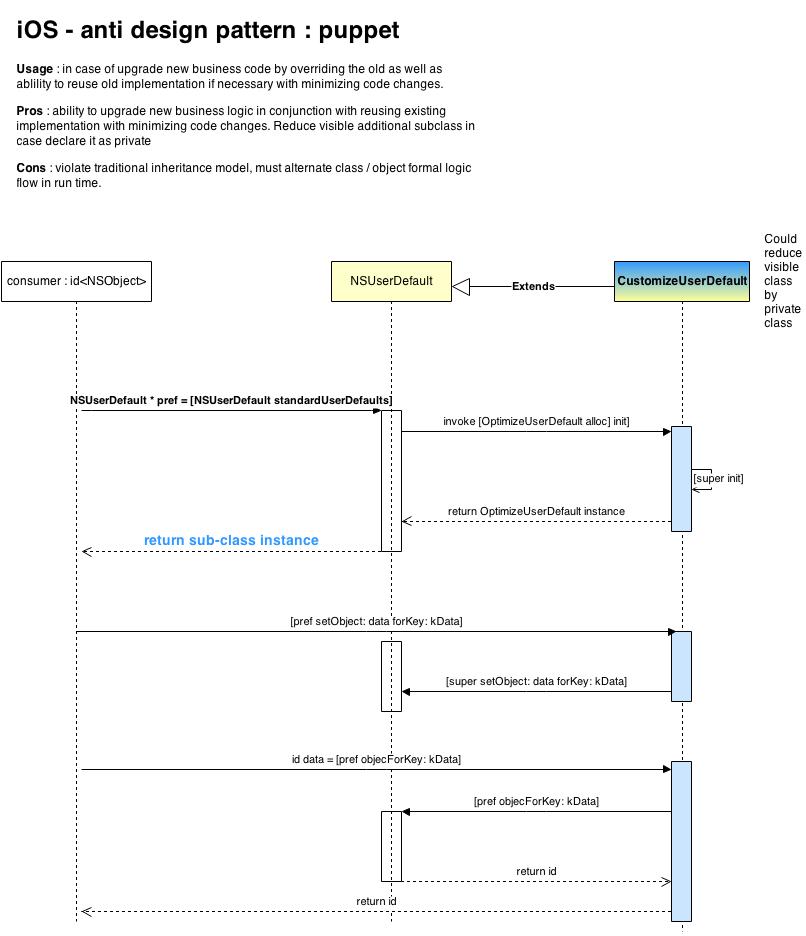 iOS - anti design pattern : puppet
Usage : in case of upgrade new business code by overriding the old as well as
ablility to reuse old implementation if necessary with minimizing code changes.
Pros : ability to upgrade new business logic in conjunction with reusing existing
implementation with minimizing code changes. Reduce visible additional subclass in
case declare it as private
Cons : violate traditional inheritance model, must alternate class / object formal logic
flow in run time.
Could
reduce
visible
class
by
private
class
consumer : id<NSObject>
NSUserDefault
Extends
CustomizeUserDefault
NSUserDefault * pref = [NSUserDefault standardUserDefaults]
invoke [OptimizeUserDefault alloc] init]
[super init]
return OptimizeUserDefault instance
return sub-class instance
[pref setObject: data forKey: kData]
[super setObject: data forKey: kData]
id data = [pref objecForKey: kData]
[pref objecForKey: kData]
return id
return id